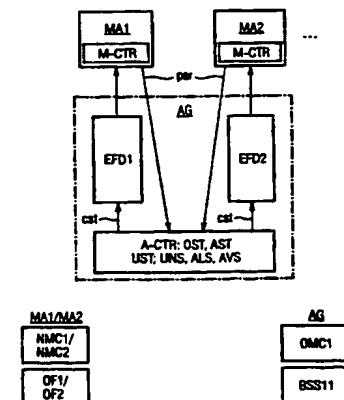 MA1
M-CTR
MA2
M-CTR
...
par
AG
EFD1
EFD2
cst
cst
A-CTR: OST, AST
UST; UNS, ALS, AVS
MA1/MA2
AG
NMC1/
NMC2
OMC1
OF1/
OF2
BSS11